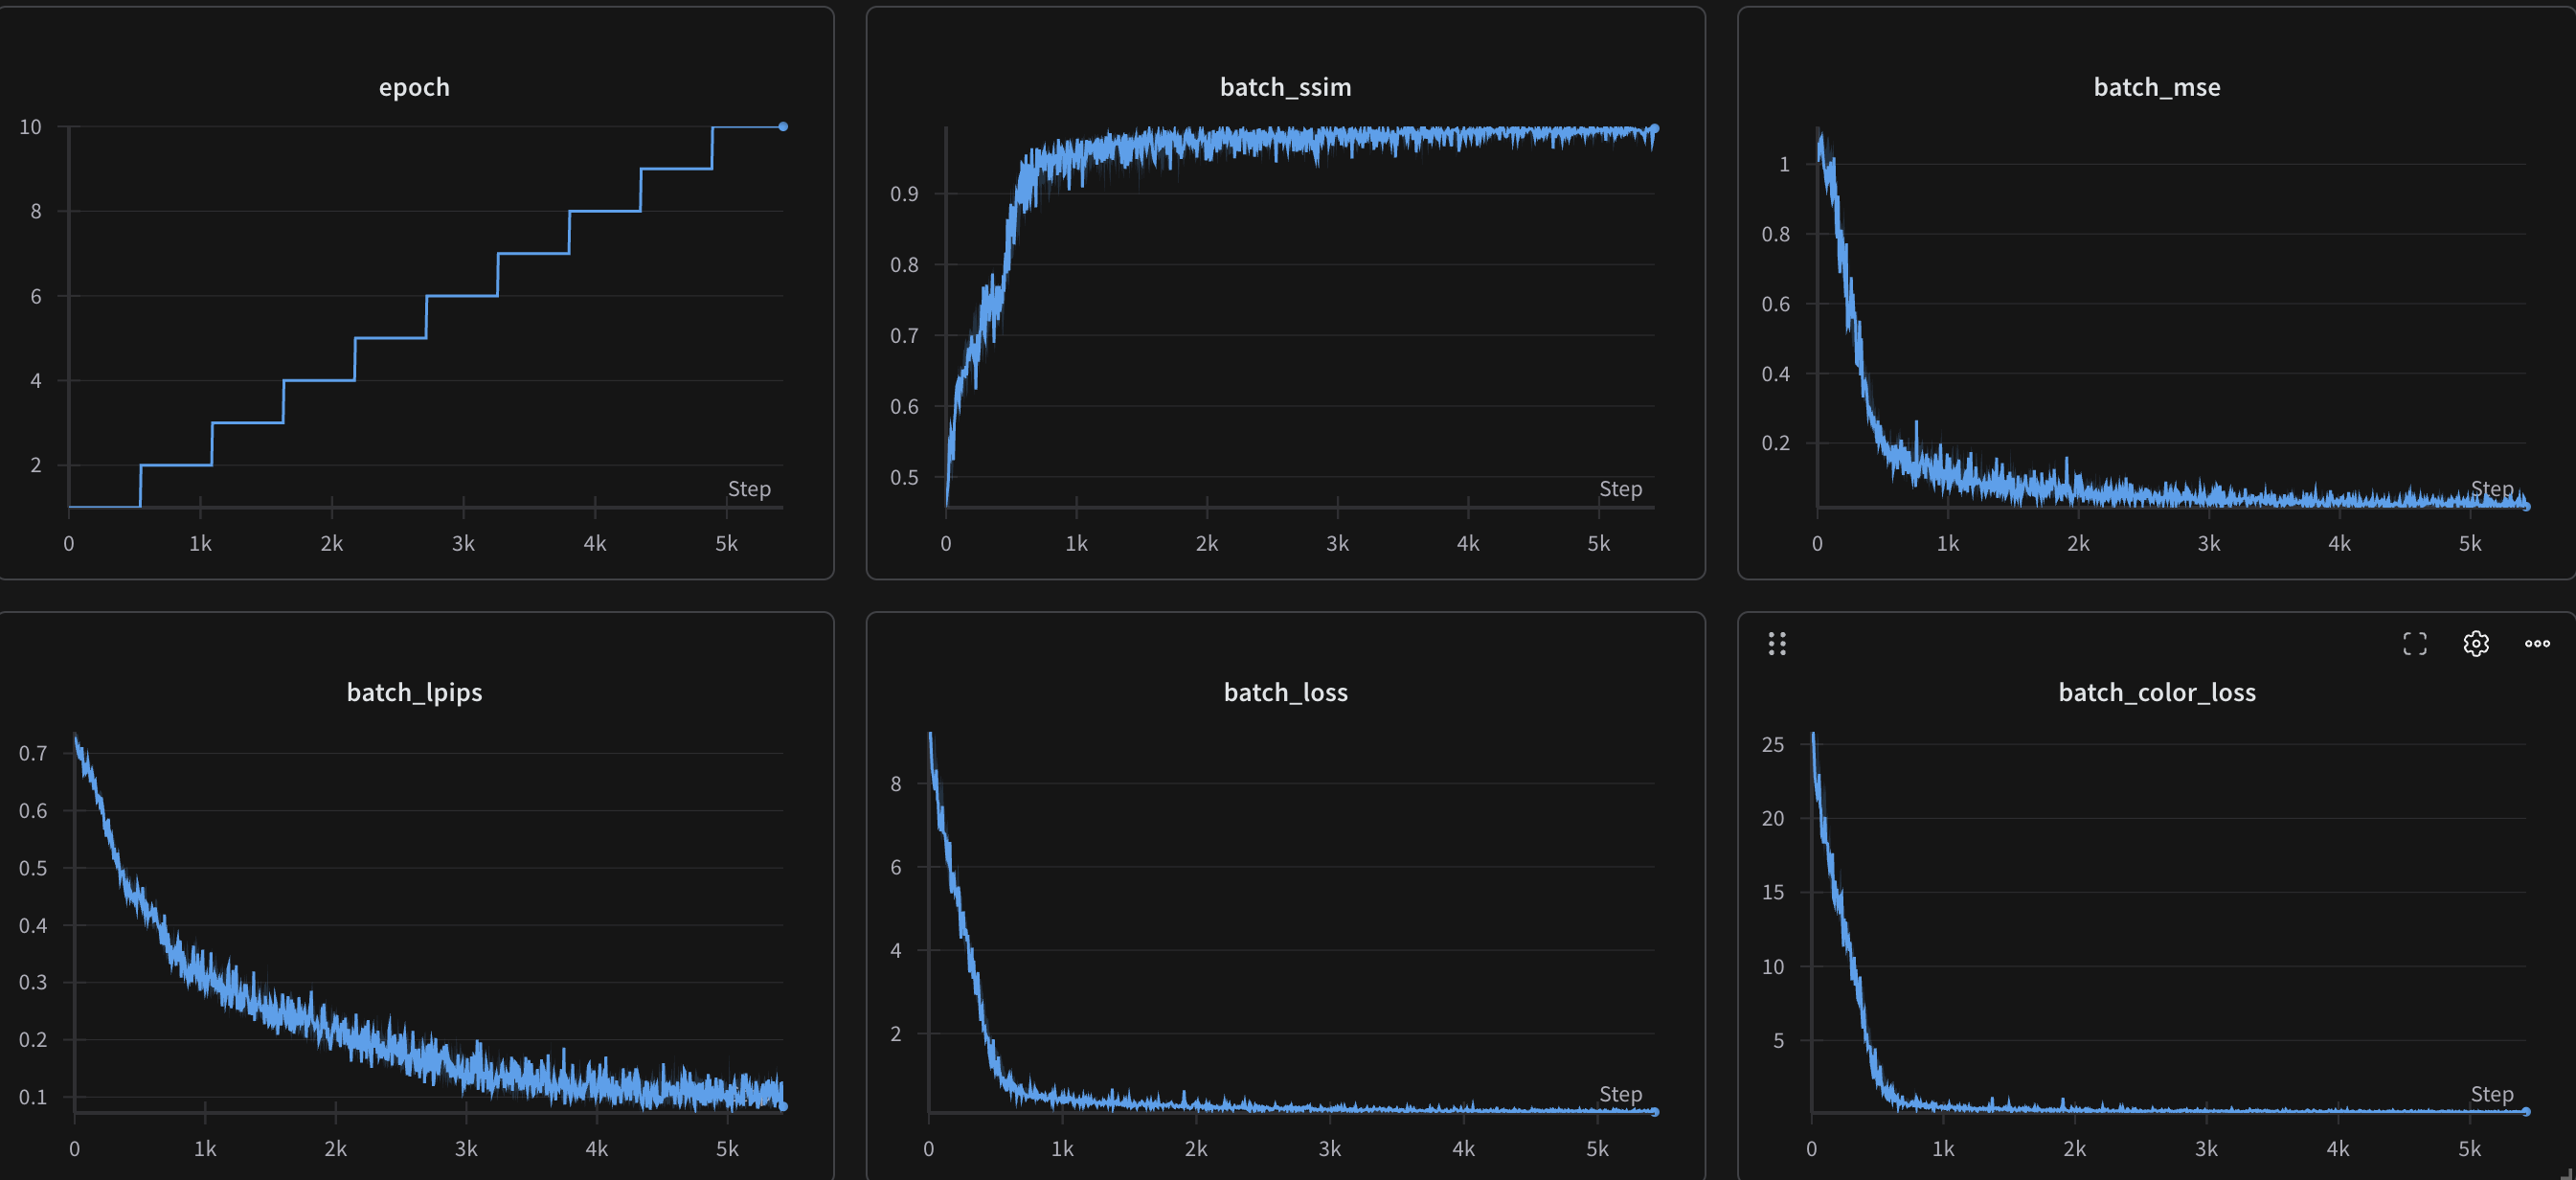 epoch
10
8
6
4
2
Step
0 1k 2k 3k 4k 5k
batch_ssim
0.9
0.8
0.7
0.6
0.5
Step
0 1k 2k 3k 4k 5k
batch_mse
1
0.8
0.6
0.4
0.2
Step
0 1k 2k 3k 4k 5k
batch_lpips
0.7
0.6
0.5
0.4
0.3
0.2
0.1
0 1k 2k 3k 4k 5k
batch_loss
8
6
4
2
Step
0 1k 2k 3k 4k 5k
batch_color_loss
25
20
15
10
5
Step
0 1k 2k 3k 4k 5k